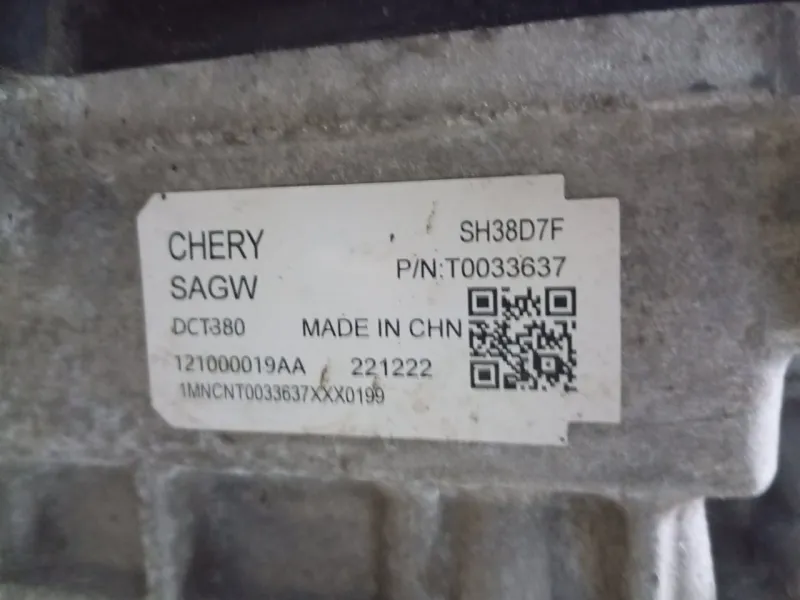 CHERY SH38D7F
SAGW P/N:T0033637
DCT380 MADE IN CHN
121000019AA 221222
1MNCNT0033637XXX0199